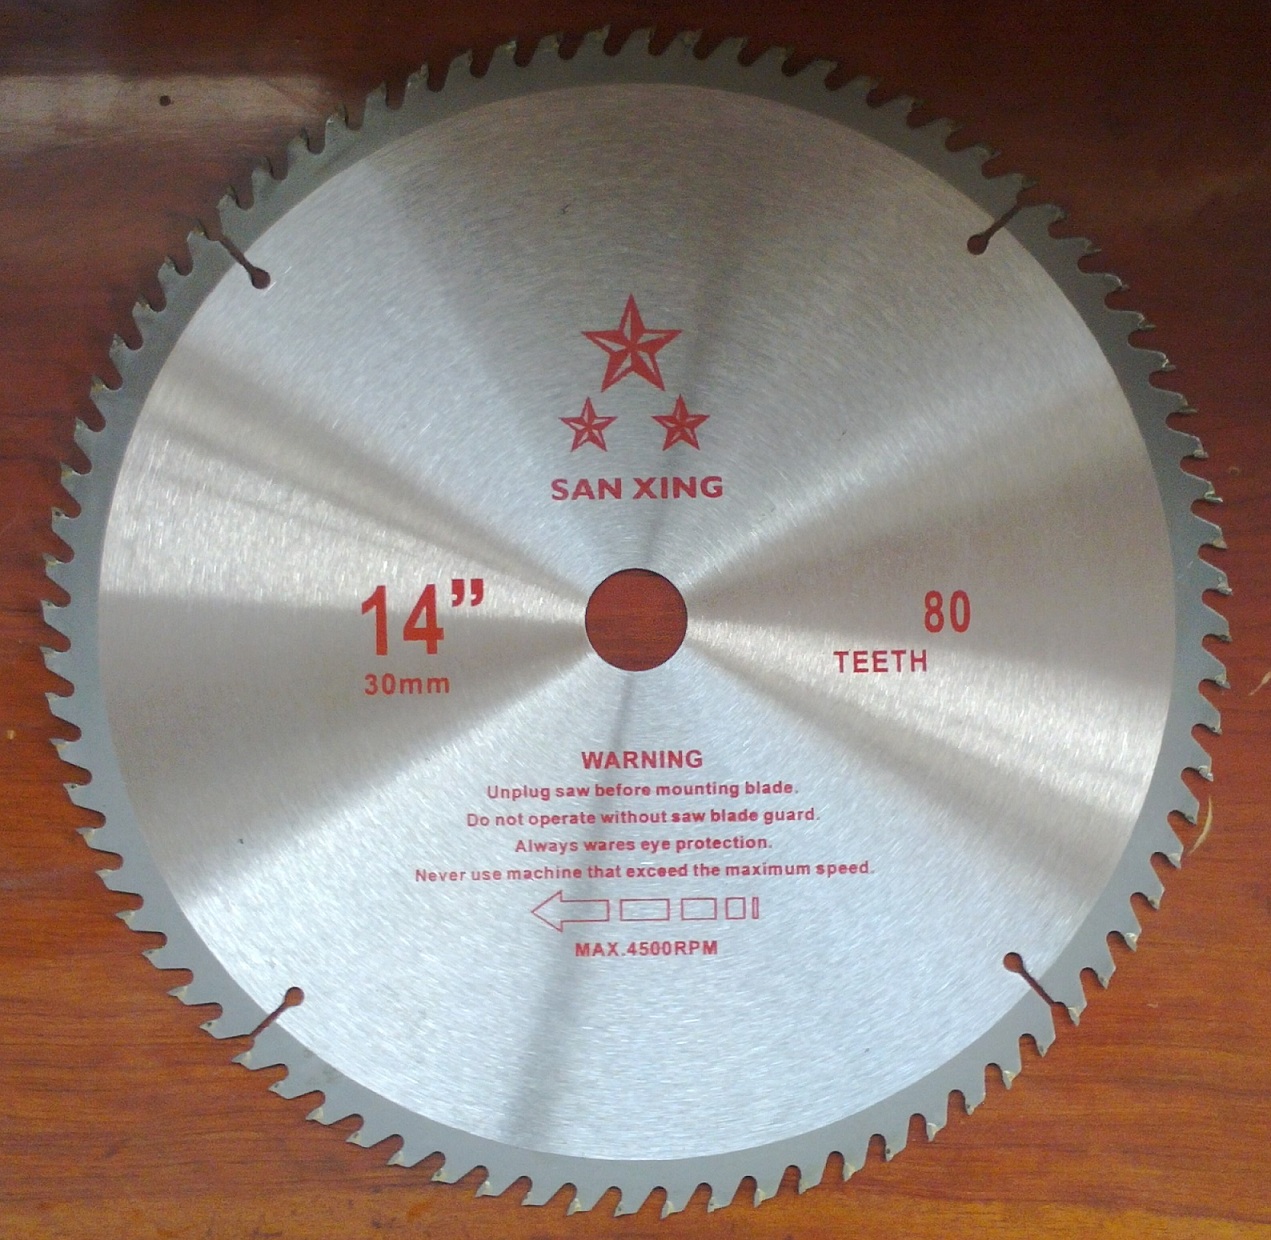 SAN XING
14”
30mm
80
TEETH
WARNING
Unplug saw before mounting blade.
Do not operate without saw blade guard.
Always wares eye protection.
Never use machine that exceed the maximum speed.
MAX.4500RPM